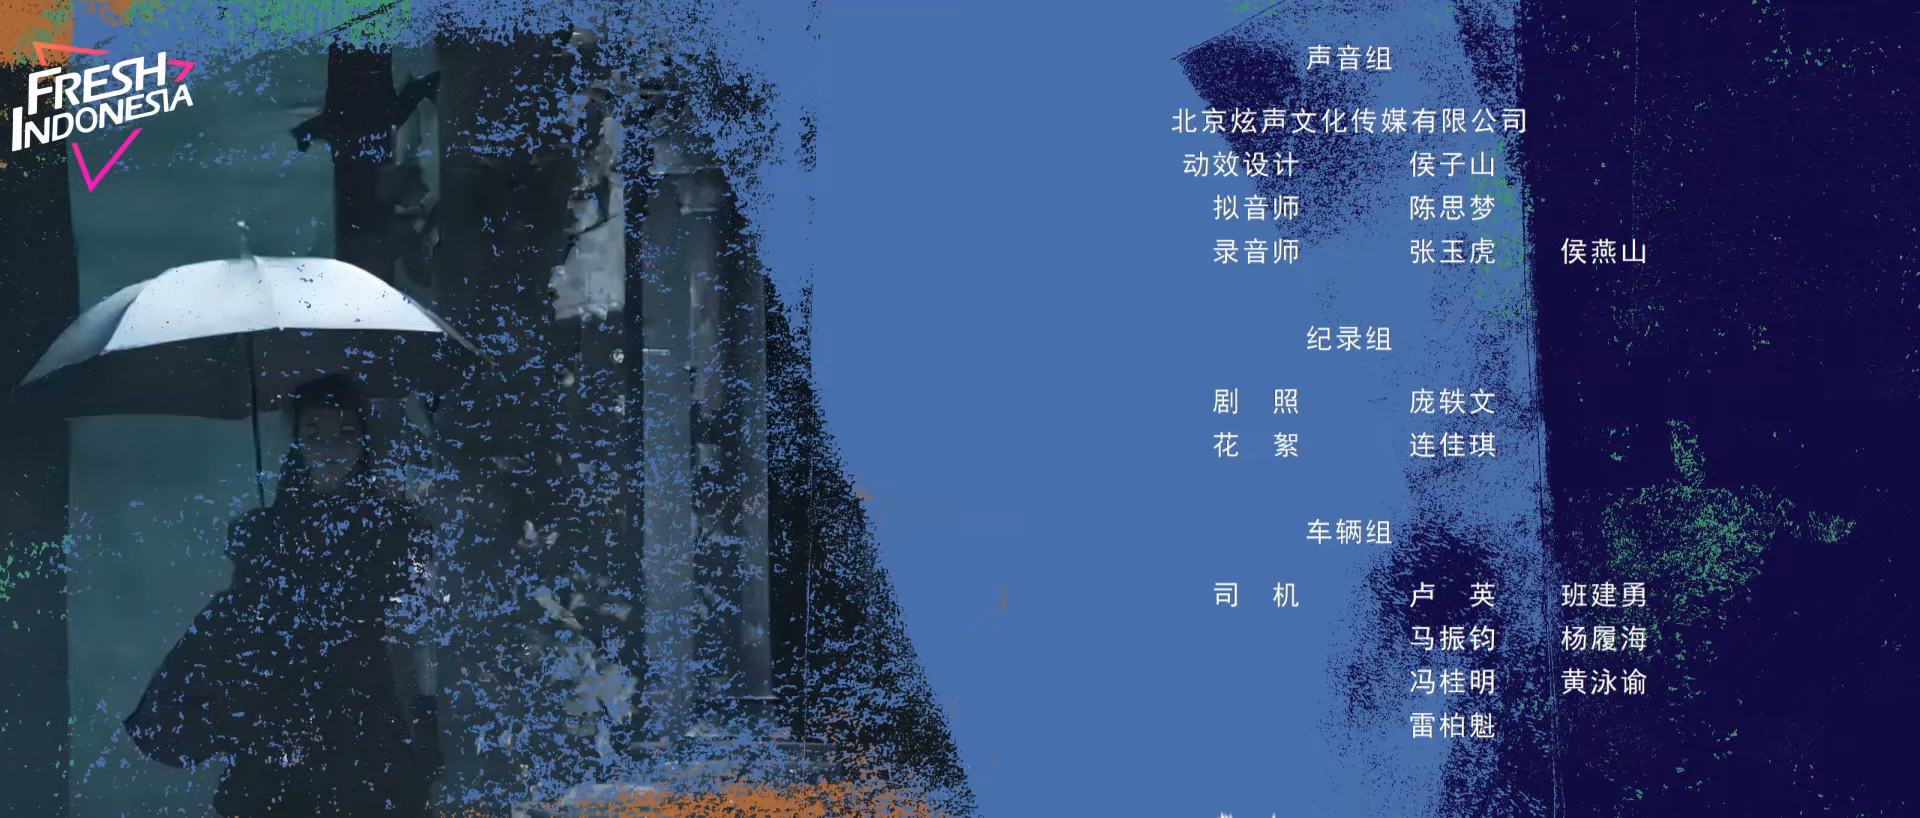 FRESH
INDONESIA
声音组
北京炫声文化传媒有限公司
动效设计 侯子山
拟音师 陈思梦
录音师 张玉虎 侯燕山
纪录组
剧 照 庞轶文
花 絮 连佳琪
车辆组
司 机 卢 英 班建勇
马振钧 杨履海
冯桂明 黄泳谕
雷柏魁